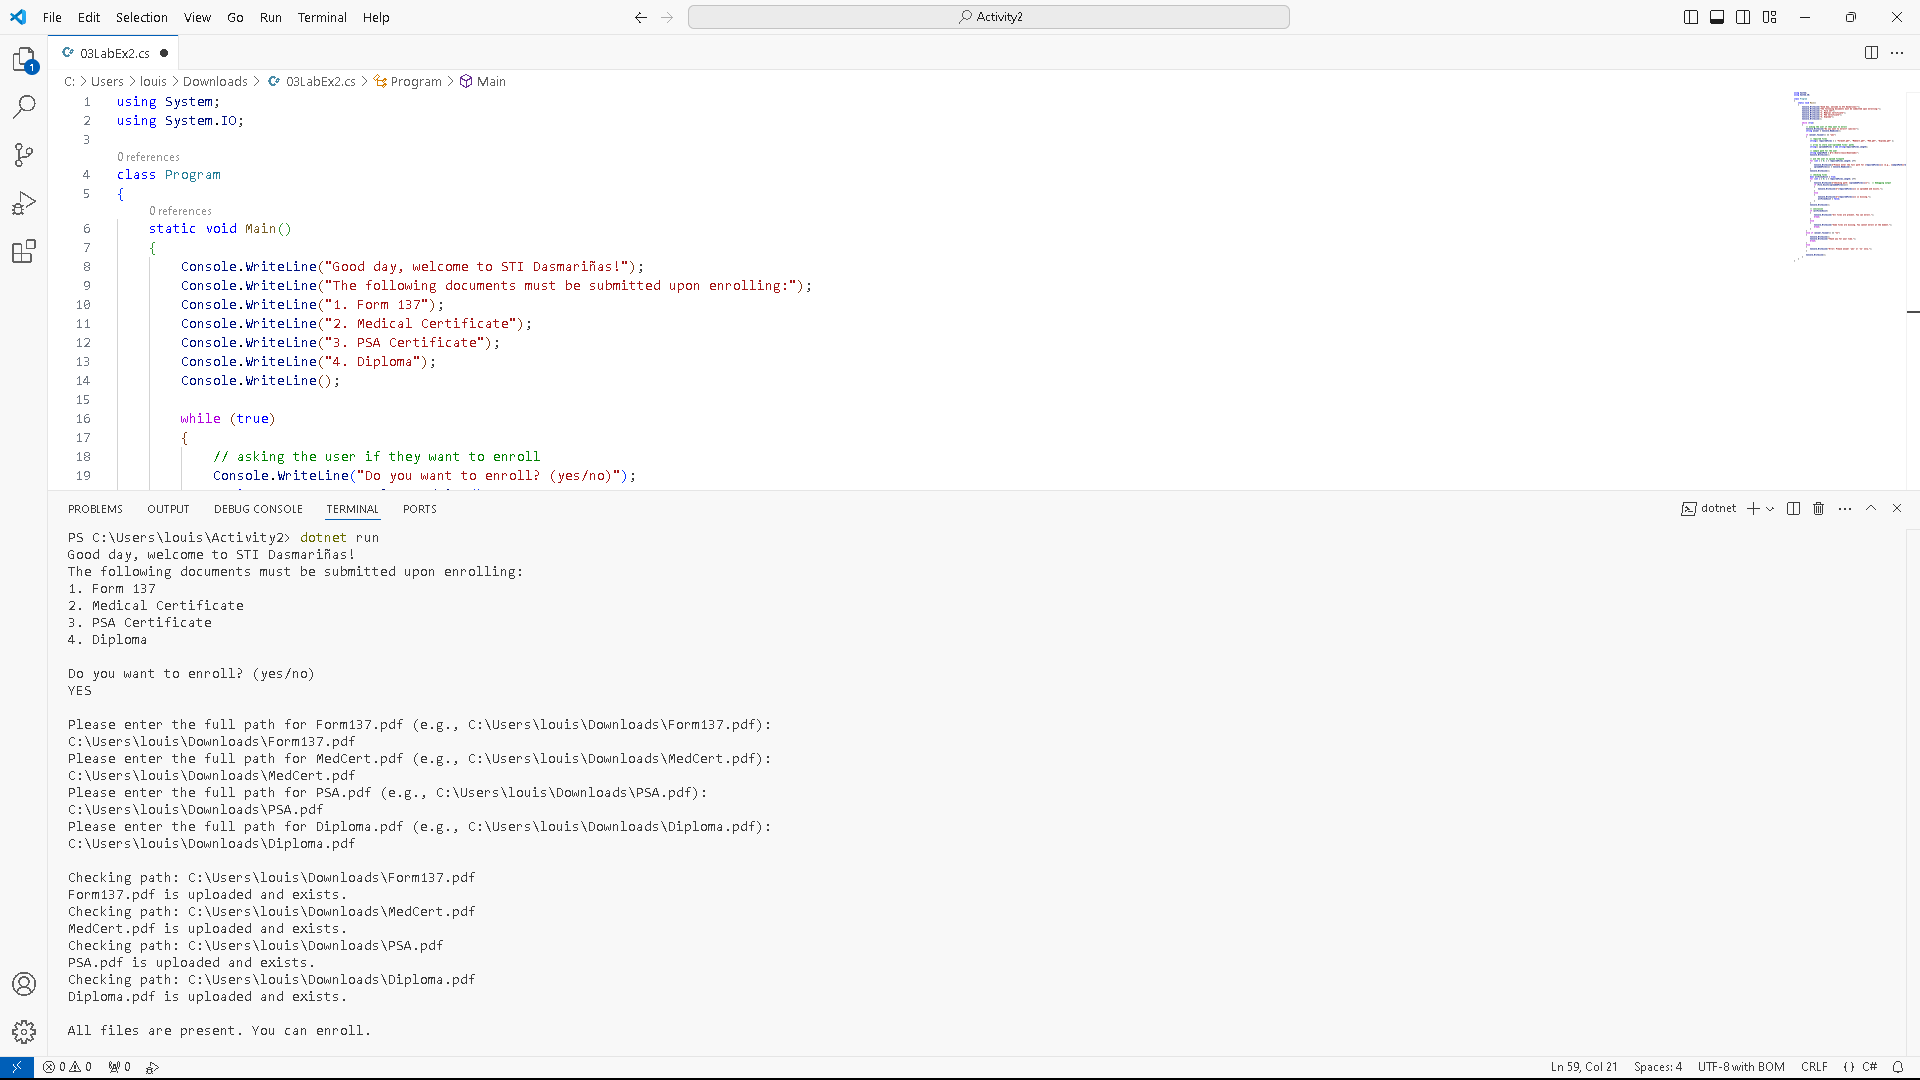 File Edit Selection View Go Run Terminal Help
Activity2
03LabEx2.cs
1
C: > Users > louis > Downloads > 03LabEx2.cs > Program > Main
1 using System;
2 using System.IO;
3
0 references
4 class Program
5 {
0 references
6 static void Main()
7 {
8 Console.WriteLine("Good day, welcome to STI Dasmariñas!");
9 Console.WriteLine("The following documents must be submitted upon enrolling:");
10 Console.WriteLine("1. Form 137");
11 Console.WriteLine("2. Medical Certificate");
12 Console.WriteLine("3. PSA Certificate");
13 Console.WriteLine("4. Diploma");
14 Console.WriteLine();
15
16 while (true)
17 {
18 // asking the user if they want to enroll
19 Console.WriteLine("Do you want to enroll? (yes/no)");
PROBLEMS OUTPUT DEBUG CONSOLE TERMINAL PORTS
dotnet
PS C:\Users\louis\Activity2> dotnet run
Good day, welcome to STI Dasmariñas!
The following documents must be submitted upon enrolling:
1. Form 137
2. Medical Certificate
3. PSA Certificate
4. Diploma
Do you want to enroll? (yes/no)
YES
Please enter the full path for Form137.pdf (e.g., C:\Users\louis\Downloads\Form137.pdf):
C:\Users\louis\Downloads\Form137.pdf
Please enter the full path for MedCert.pdf (e.g., C:\Users\louis\Downloads\MedCert.pdf):
C:\Users\louis\Downloads\MedCert.pdf
Please enter the full path for PSA.pdf (e.g., C:\Users\louis\Downloads\PSA.pdf):
C:\Users\louis\Downloads\PSA.pdf
Please enter the full path for Diploma.pdf (e.g., C:\Users\louis\Downloads\Diploma.pdf):
C:\Users\louis\Downloads\Diploma.pdf
Checking path: C:\Users\louis\Downloads\Form137.pdf
Form137.pdf is uploaded and exists.
Checking path: C:\Users\louis\Downloads\MedCert.pdf
MedCert.pdf is uploaded and exists.
Checking path: C:\Users\louis\Downloads\PSA.pdf
PSA.pdf is uploaded and exists.
Checking path: C:\Users\louis\Downloads\Diploma.pdf
Diploma.pdf is uploaded and exists.
All files are present. You can enroll.
0 0 0 Ln 59, Col 21 Spaces: 4 UTF-8 with BOM CRLF {} C#